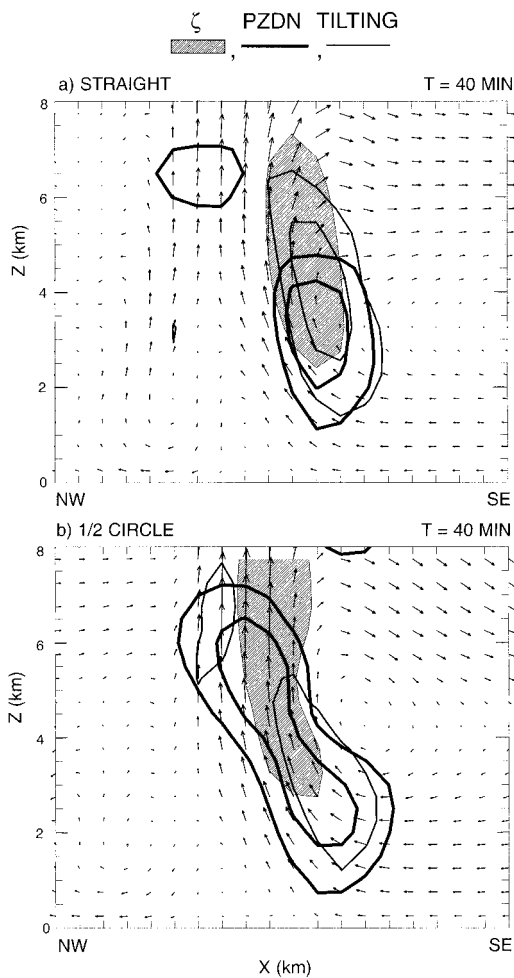 ζ PZDN TILTING
, ,
a) STRAIGHT T = 40 MIN
8
6
4
2
0
Z (km)
NW SE
b) 1/2 CIRCLE T = 40 MIN
8
6
4
2
0
Z (km)
NW SE
X (km)